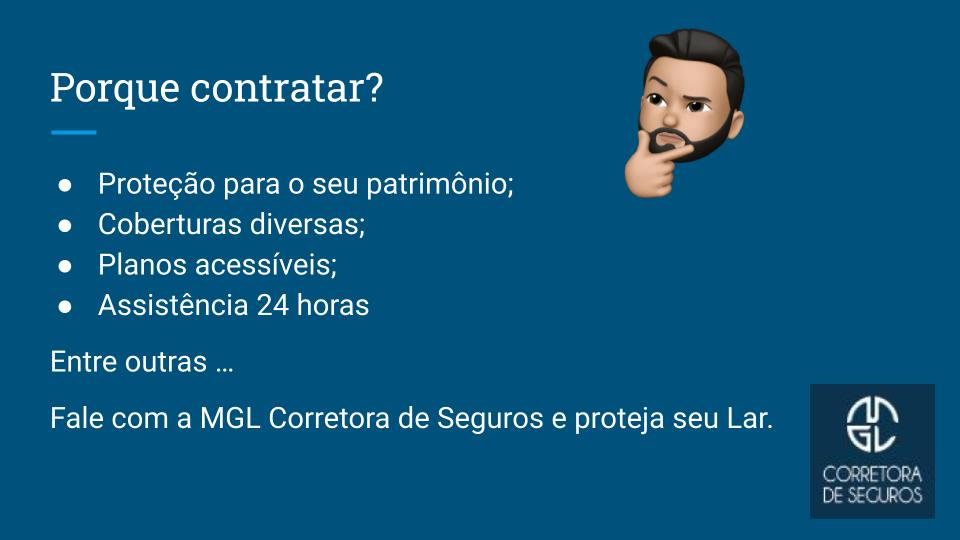 Porque contratar?
● Proteção para o seu patrimônio;
● Coberturas diversas;
● Planos acessíveis;
● Assistência 24 horas
Entre outras ...
Fale com a MGL Corretora de Seguros e proteja seu Lar.
MGL
CORRETORA
DE SEGUROS